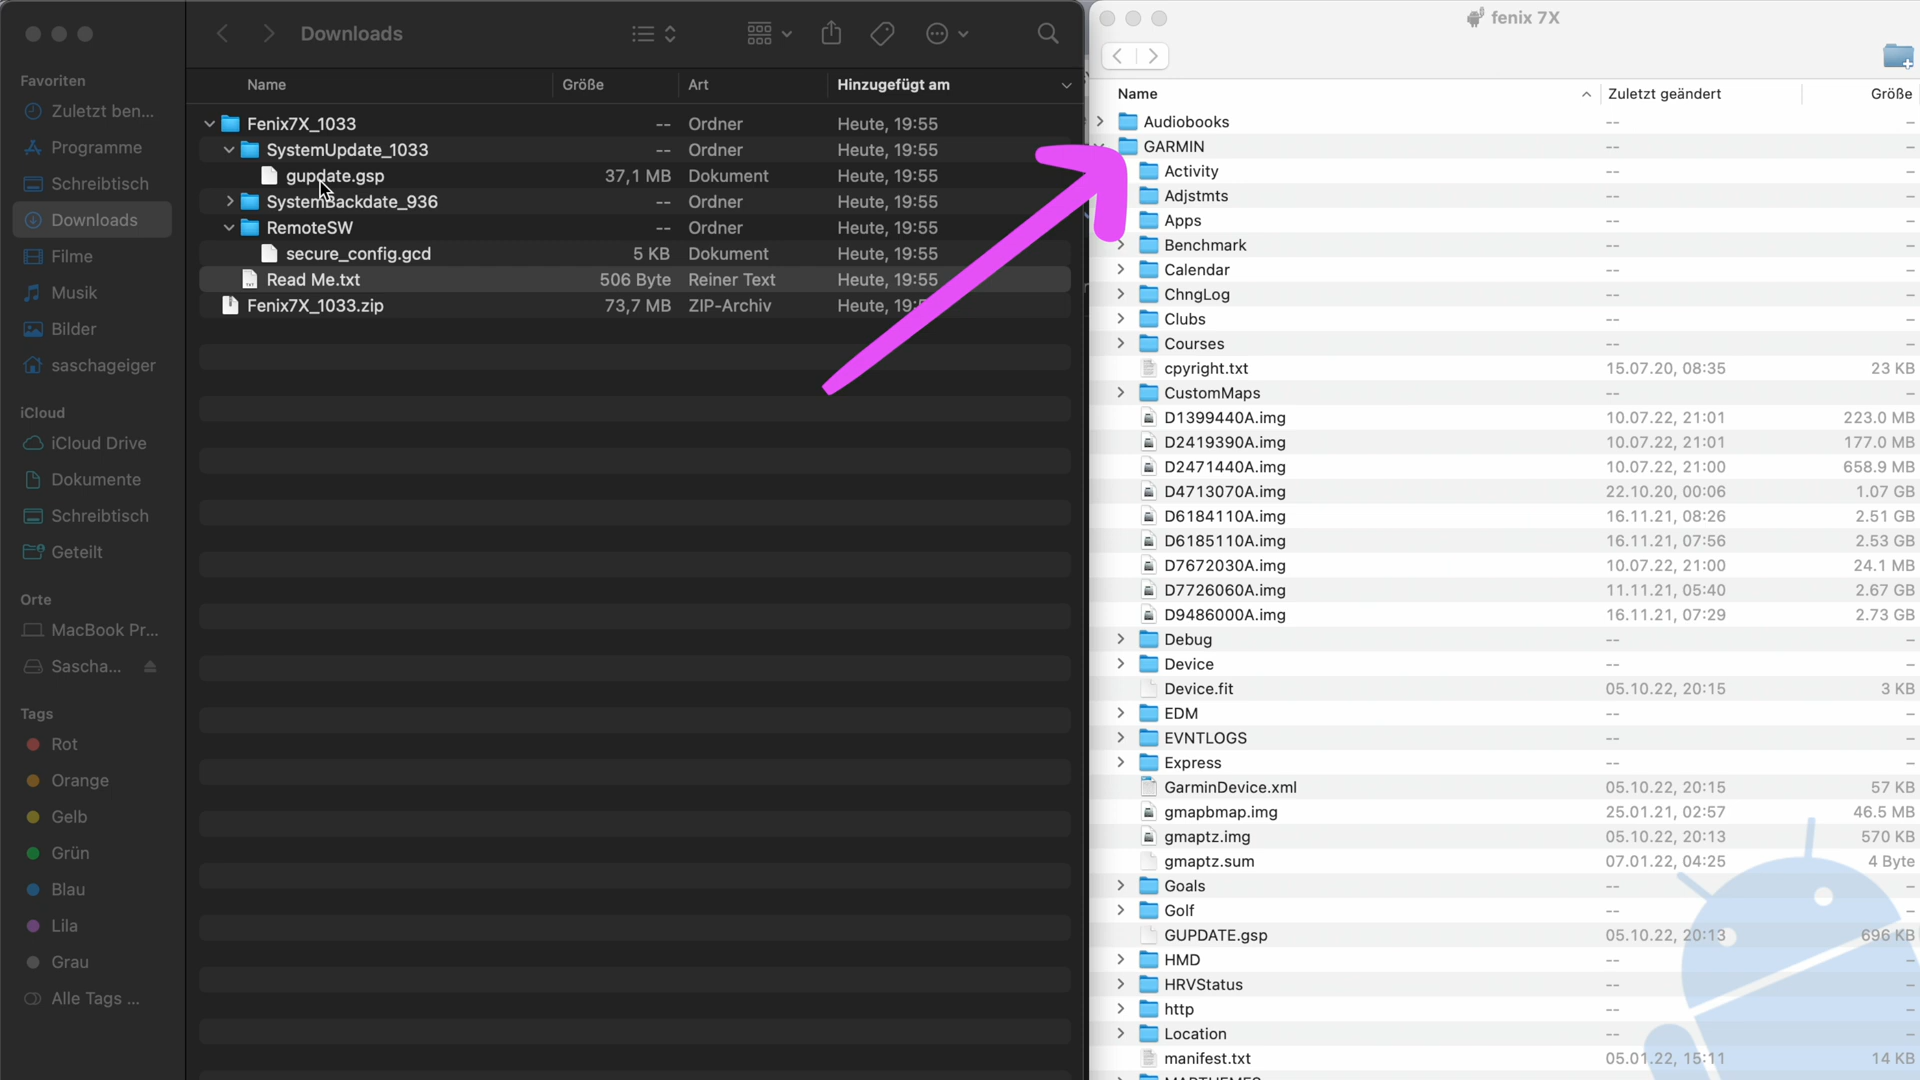 Downloads
Favoriten
Zuletzt ben...
Programme
Schreibtisch
Downloads
Filme
Musik
Bilder
saschageiger
iCloud
iCloud Drive
Dokumente
Schreibtisch
Geteilt
Orte
MacBook Pr...
Sascha...
Tags
Rot
Orange
Gelb
Grün
Blau
Lila
Grau
Alle Tags ...
Name Größe Art Hinzugefügt am
Fenix7X_1033 -- Ordner Heute, 19:55
SystemUpdate_1033 -- Ordner Heute, 19:55
gupdate.gsp 37,1 MB Dokument Heute, 19:55
SystemBackdate_936 -- Ordner Heute, 19:55
RemoteSW -- Ordner Heute, 19:55
secure_config.gcd 5 KB Dokument Heute, 19:55
Read Me.txt 506 Byte Reiner Text Heute, 19:55
Fenix7X_1033.zip 73,7 MB ZIP-Archiv Heute,
fenix 7X
Name Zuletzt geändert Größe
Audiobooks -- –
GARMIN -- –
Activity -- –
Adjstmts -- –
Apps -- –
Benchmark -- –
Calendar -- –
ChngLog -- –
Clubs -- –
Courses -- –
cpyright.txt 15.07.20, 08:35 23 KB
CustomMaps -- –
D1399440A.img 10.07.22, 21:01 223.0 MB
D2419390A.img 10.07.22, 21:01 177.0 MB
D2471440A.img 10.07.22, 21:00 658.9 MB
D4713070A.img 22.10.20, 00:06 1.07 GB
D6184110A.img 16.11.21, 08:26 2.51 GB
D6185110A.img 16.11.21, 07:56 2.53 GB
D7672030A.img 10.07.22, 21:00 24.1 MB
D7726060A.img 11.11.21, 05:40 2.67 GB
D9486000A.img 16.11.21, 07:29 2.73 GB
Debug -- –
Device -- –
Device.fit 05.10.22, 20:15 3 KB
EDM -- –
EVNTLOGS -- –
Express -- –
GarminDevice.xml 05.10.22, 20:15 57 KB
gmapbmap.img 25.01.21, 02:57 46.5 MB
gmaptz.img 05.10.22, 20:13 570 KB
gmaptz.sum 07.01.22, 04:25 4 Byte
Goals -- –
Golf -- –
GUPDATE.gsp 05.10.22, 20:13 696 KB
HMD -- –
HRVStatus -- –
http -- –
Location -- –
manifest.txt 05.01.22, 15:11 14 KB